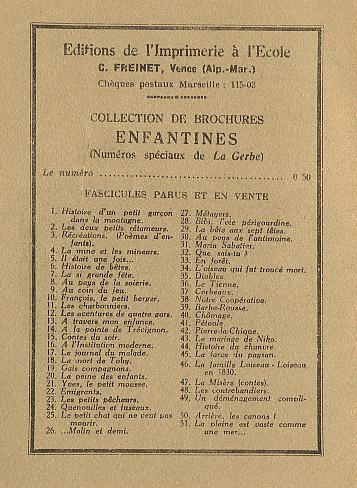 Editions de l'Imprimerie à l'Ecole
C. FREINET, Vence (Alp.-Mar.)
Chèques postaux Marseille : 115-03
COLLECTION DE BROCHURES
ENFANTINES
(Numéros spéciaux de La Gerbe)
Le numéro ........................................ 0 50
FASCICULES PARUS ET EN VENTE
1. Histoire d'un petit garçon
dans la montagne.
2. Les deux petits rétameurs.
3. Récréations. (Poèmes d'en-
fants).
4. La mine et les mineurs.
5. Il était une fois...
6. Histoire de bêtes.
7. La si grande fête.
8. Au pays de la soierie.
9. Au coin du feu.
10. François, le petit berger.
11. Les charbonniers.
12. Les aventures de quatre gars.
13. A travers mon enfance.
14. A la pointe de Trévignon.
15. Contes du soir.
16. A l'Institution moderne.
17. Le journal du malade.
18. La mort de Toby.
19. Gais compagnons.
20. La peine des enfants.
21. Yves, le petit mousse.
22. Emigrants.
23. Les petits pêcheurs.
24. Quenouilles et fuseaux.
25. Le petit chat qui ne veut pas
mourir.
26. ...Malin et demi.
27. Métayers.
28. Bibi, l'oie périgourdine.
29. La bête aux sept têtes.
30. Au pays de l'antimoine.
31. Maria Sabatier.
32. Que sais-tu ?
33. En forêt.
34. L'oiseau qui fut trouvé mort.
35. Diables
36. Le Tienne.
37. Corbeaux.
38. Notre Coopérative.
39. Barbe-Rousse.
40. Chômage.
41. Pétoule
42. Pierre-la-Chique.
43. Le mariage de Niko.
44. Histoire du chanvre.
45. La farce du paysan.
46. La famille Loiseau-Loiseau
en 1830.
47. La Misère (contes).
48. Les contrebandiers.
49. Un déménagement compli-
qué.
50. Arrière, les canons !
51. La plaine est vaste comme
une mer...